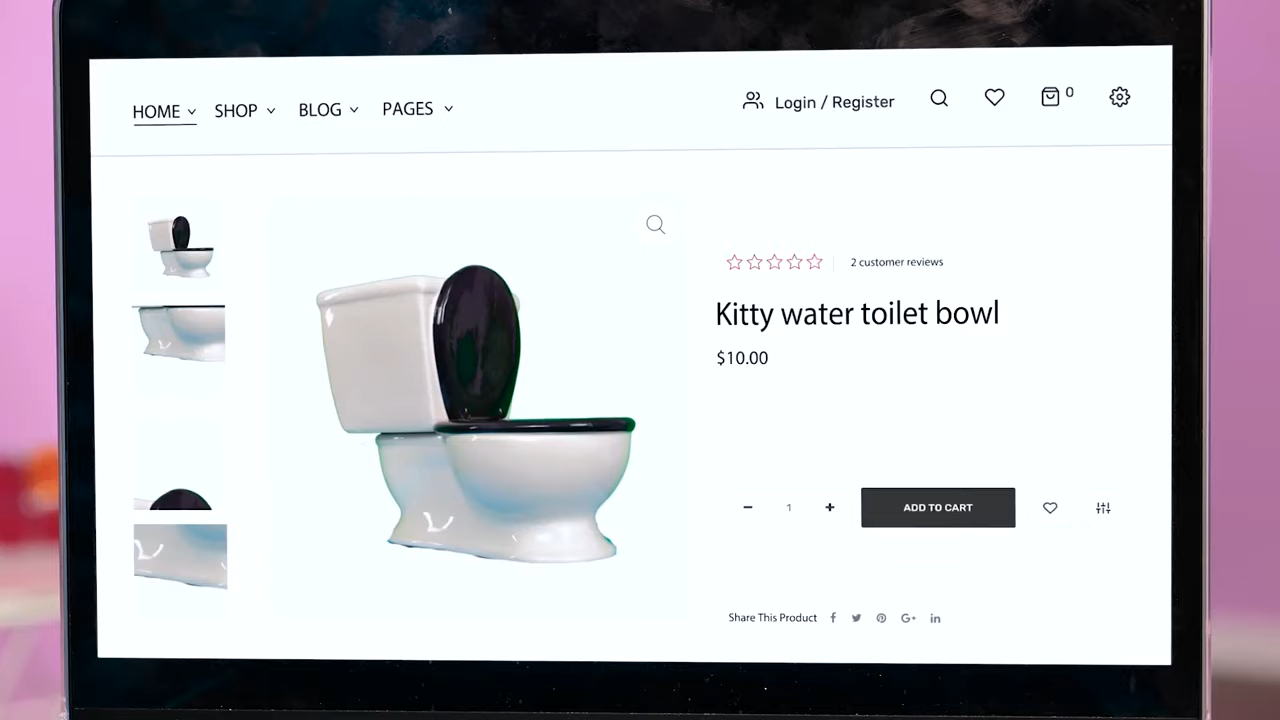 HOME SHOP BLOG PAGES Login / Register 0
2 customer reviews
Kitty water toilet bowl
$10.00
1 ADD TO CART
Share This Product